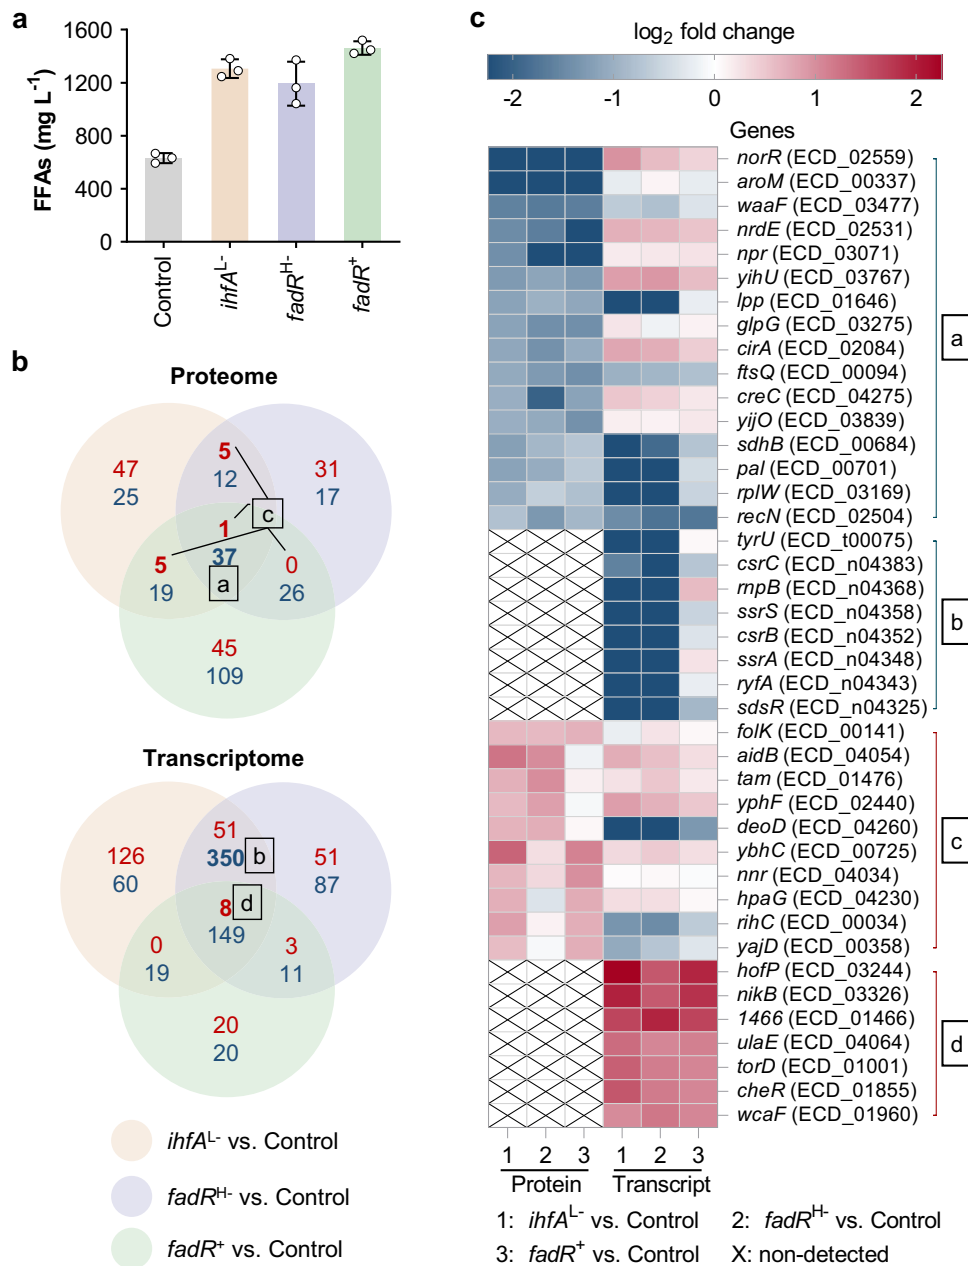 a
1600
1200
800
400
0
FFAs (mg L⁻¹)
Control
ihfA^L-
fadR^H-
fadR⁺
b
Proteome
47
25
5
12
31
17
c
1
37
a
5
19
0
26
45
109
Transcriptome
126
60
51
350
b
51
87
8
d
149
0
19
3
11
20
20
ihfA^L- vs. Control
fadR^H- vs. Control
fadR⁺ vs. Control
c
log₂ fold change
-2 -1 0 1 2
Genes
norR (ECD_02559)
aroM (ECD_00337)
waaF (ECD_03477)
nrdE (ECD_02531)
npr (ECD_03071)
yihU (ECD_03767)
lpp (ECD_01646)
glpG (ECD_03275)
cirA (ECD_02084)
ftsQ (ECD_00094)
creC (ECD_04275)
yijO (ECD_03839)
sdhB (ECD_00684)
pal (ECD_00701)
rplW (ECD_03169)
recN (ECD_02504)
a
tyrU (ECD_t00075)
csrC (ECD_n04383)
rnpB (ECD_n04368)
ssrS (ECD_n04358)
csrB (ECD_n04352)
ssrA (ECD_n04348)
ryfA (ECD_n04343)
sdsR (ECD_n04325)
b
folK (ECD_00141)
aidB (ECD_04054)
tam (ECD_01476)
yphF (ECD_02440)
deoD (ECD_04260)
ybhC (ECD_00725)
nnr (ECD_04034)
hpaG (ECD_04230)
rihC (ECD_00034)
yajD (ECD_00358)
c
hofP (ECD_03244)
nikB (ECD_03326)
1466 (ECD_01466)
ulaE (ECD_04064)
torD (ECD_01001)
cheR (ECD_01855)
wcaF (ECD_01960)
d
1 2 3 1 2 3
Protein Transcript
1: ihfA^L- vs. Control 2: fadR^H- vs. Control
3: fadR⁺ vs. Control X: non-detected